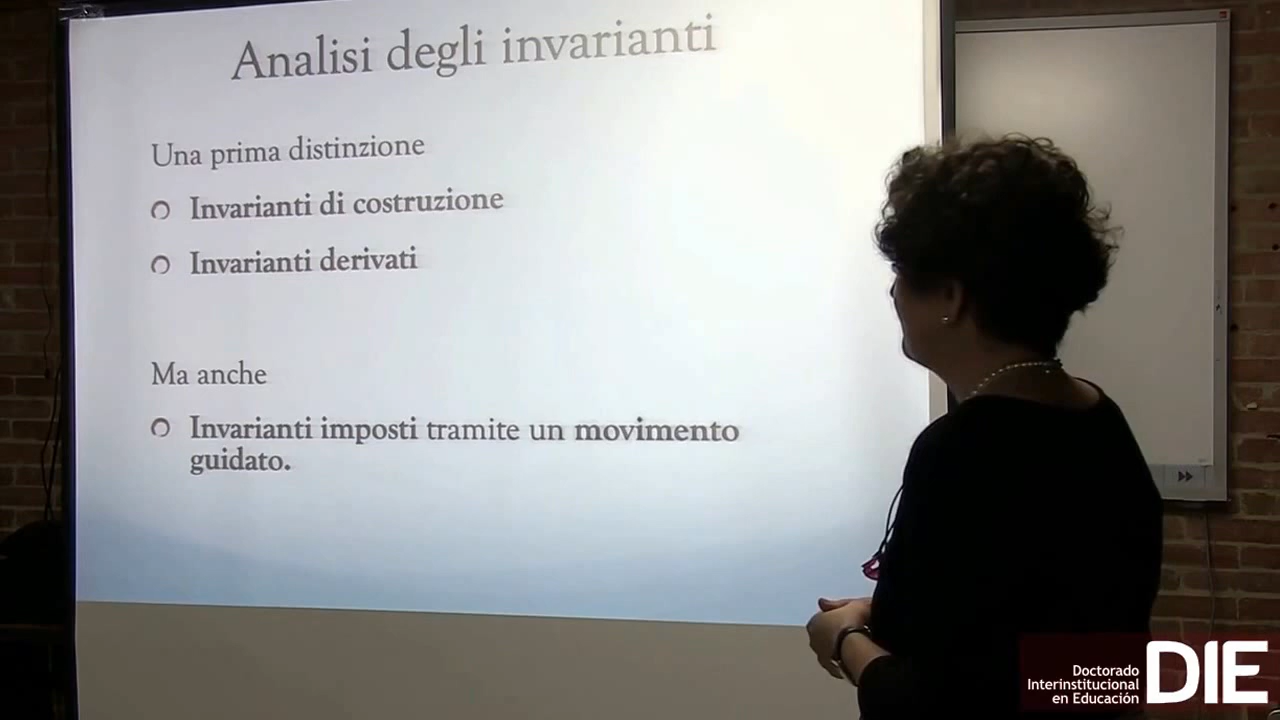 Analisi degli invarianti
Una prima distinzione
Invarianti di costruzione
Invarianti derivati
Ma anche
Invarianti imposti tramite un movimento
guidato.
Doctorado
Interinstitucional
en Educación
DIE